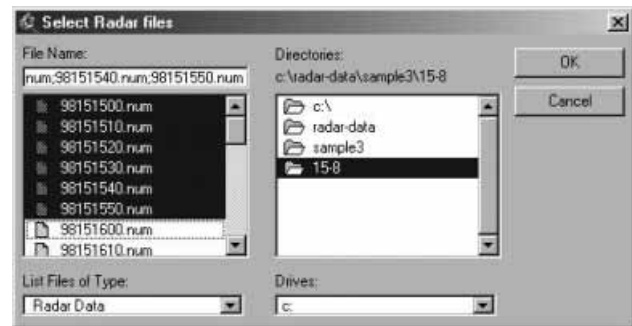 Select Radar files
File Name:
num;98151540.num;98151550.num
98151500.num
98151510.num
98151520.num
98151530.num
98151540.num
98151550.num
98151600.num
98151610.num
List Files of Type:
Radar Data
Directories:
c:\radar-data\sample3\15-8
c:\
radar-data
sample3
15-8
Drives:
c:
OK
Cancel